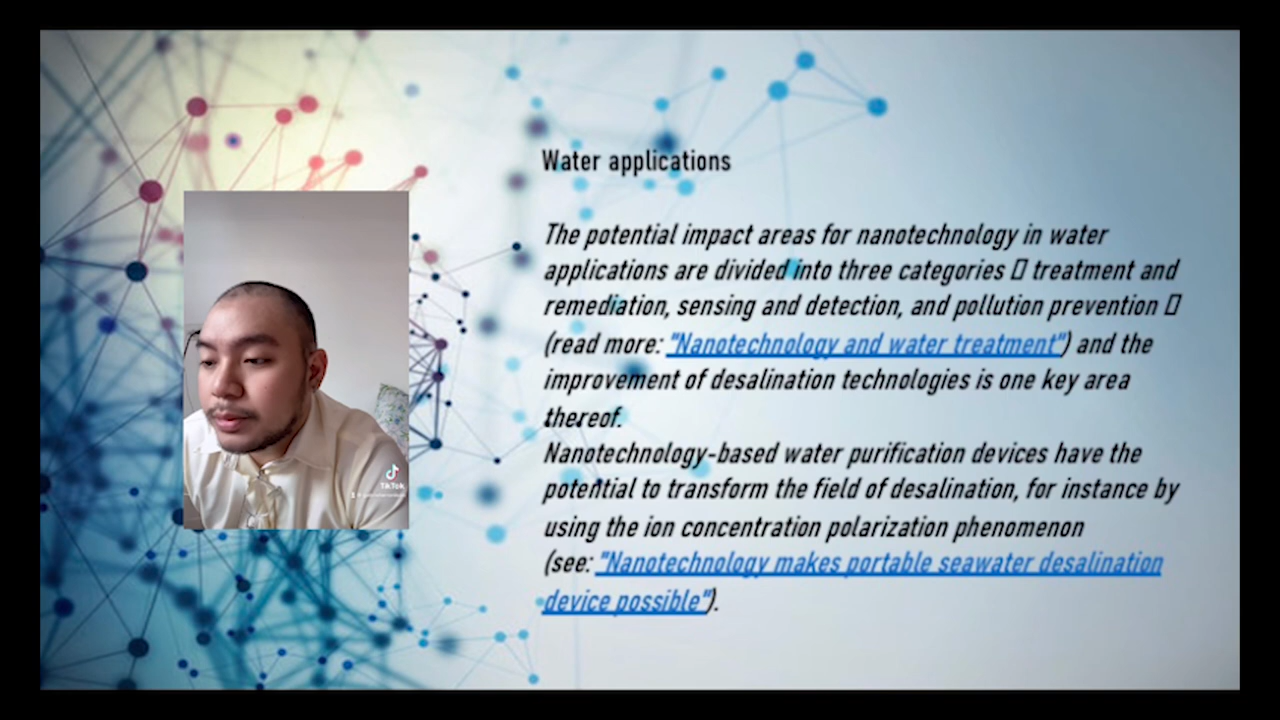 Water applications
The potential impact areas for nanotechnology in water
applications are divided into three categories ▯ treatment and
remediation, sensing and detection, and pollution prevention ▯
(read more: "Nanotechnology and water treatment") and the
improvement of desalination technologies is one key area
thereof.
Nanotechnology-based water purification devices have the
potential to transform the field of desalination, for instance by
using the ion concentration polarization phenomenon
(see: "Nanotechnology makes portable seawater desalination
device possible").
TikTok